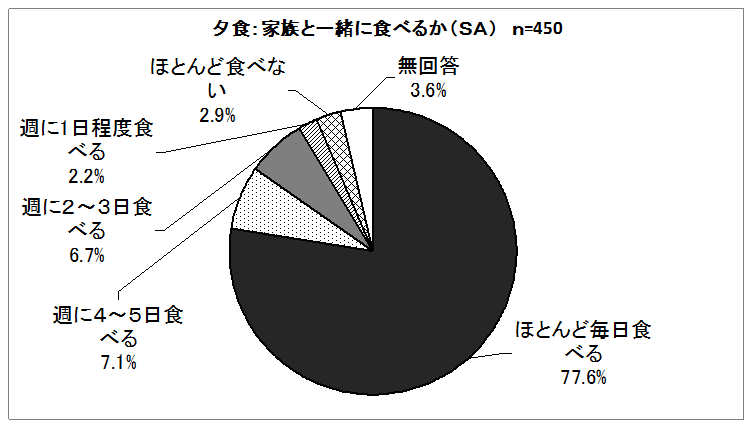 夕食：家族と一緒に食べるか（ＳＡ） n=450
ほとんど食べな
い
2.9%
無回答
3.6%
週に1日程度食
べる
2.2%
週に２～３日食
べる
6.7%
週に４～５日食
べる
7.1%
ほとんど毎日食
べる
77.6%